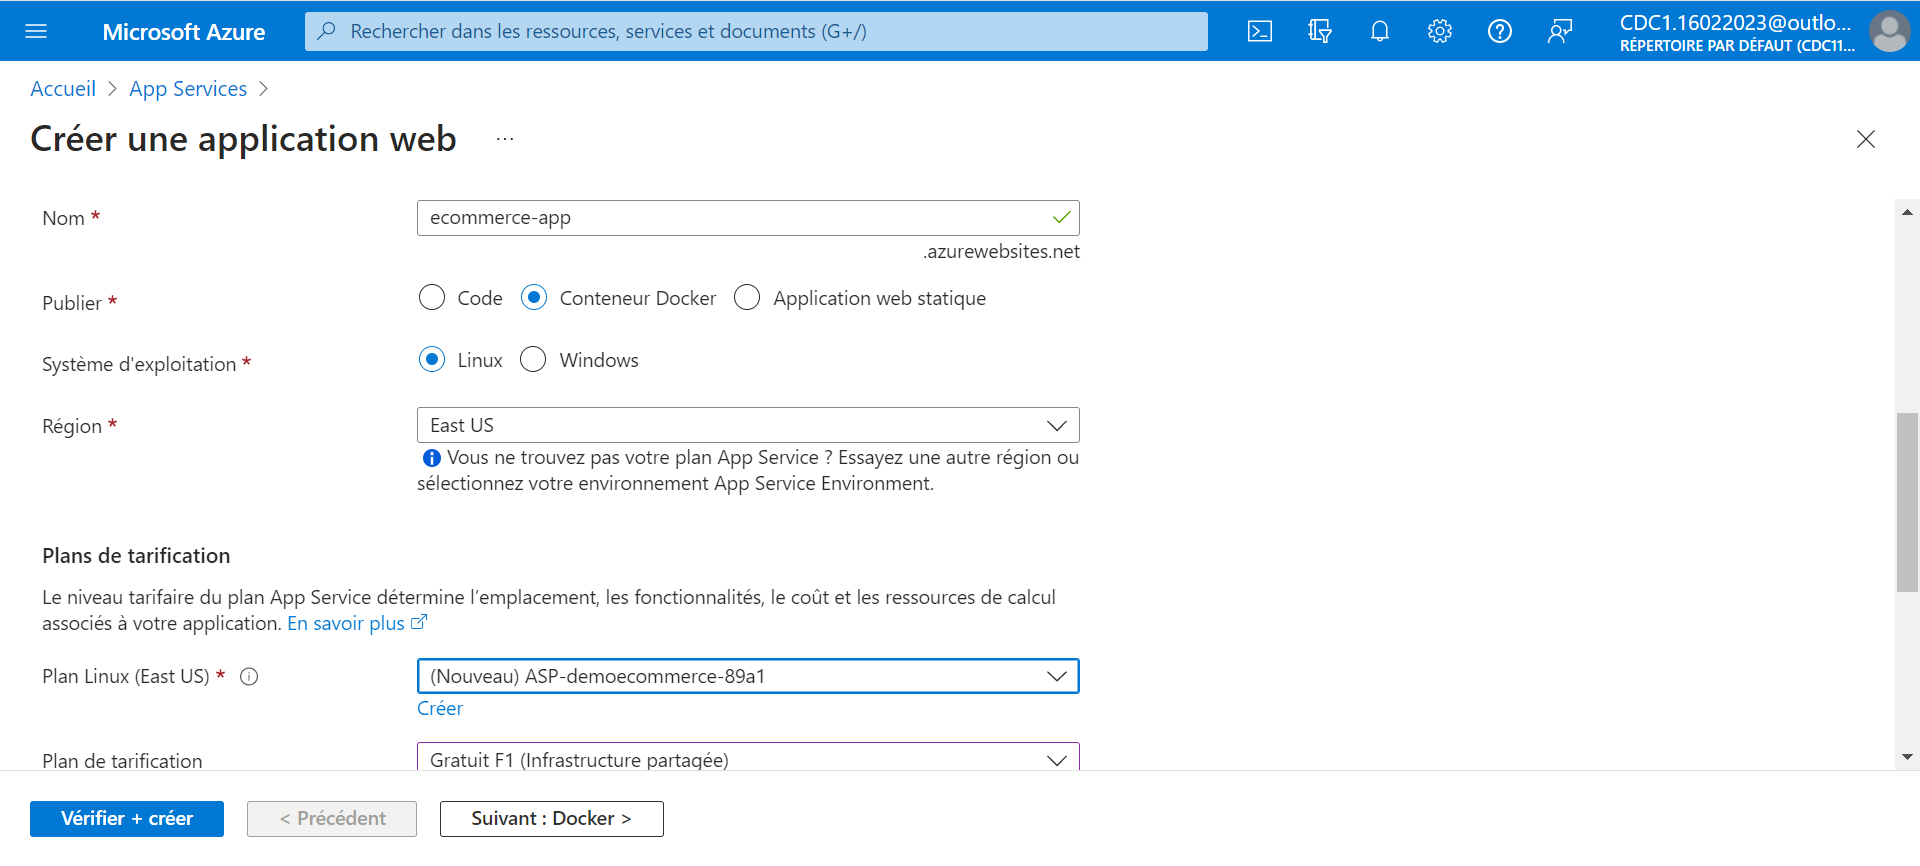 Microsoft Azure
Rechercher dans les ressources, services et documents (G+/)
CDC1.16022023@outlo...
RÉPERTOIRE PAR DÉFAUT (CDC11...
Accueil > App Services >
Créer une application web ...
Nom *
ecommerce-app
.azurewebsites.net
Publier *
Code Conteneur Docker Application web statique
Système d'exploitation *
Linux Windows
Région *
East US
Vous ne trouvez pas votre plan App Service ? Essayez une autre région ou
sélectionnez votre environnement App Service Environment.
Plans de tarification
Le niveau tarifaire du plan App Service détermine l’emplacement, les fonctionnalités, le coût et les ressources de calcul
associés à votre application. En savoir plus
Plan Linux (East US) *
(Nouveau) ASP-demoecommerce-89a1
Créer
Plan de tarification
Gratuit F1 (Infrastructure partagée)
Vérifier + créer
< Précédent
Suivant : Docker >